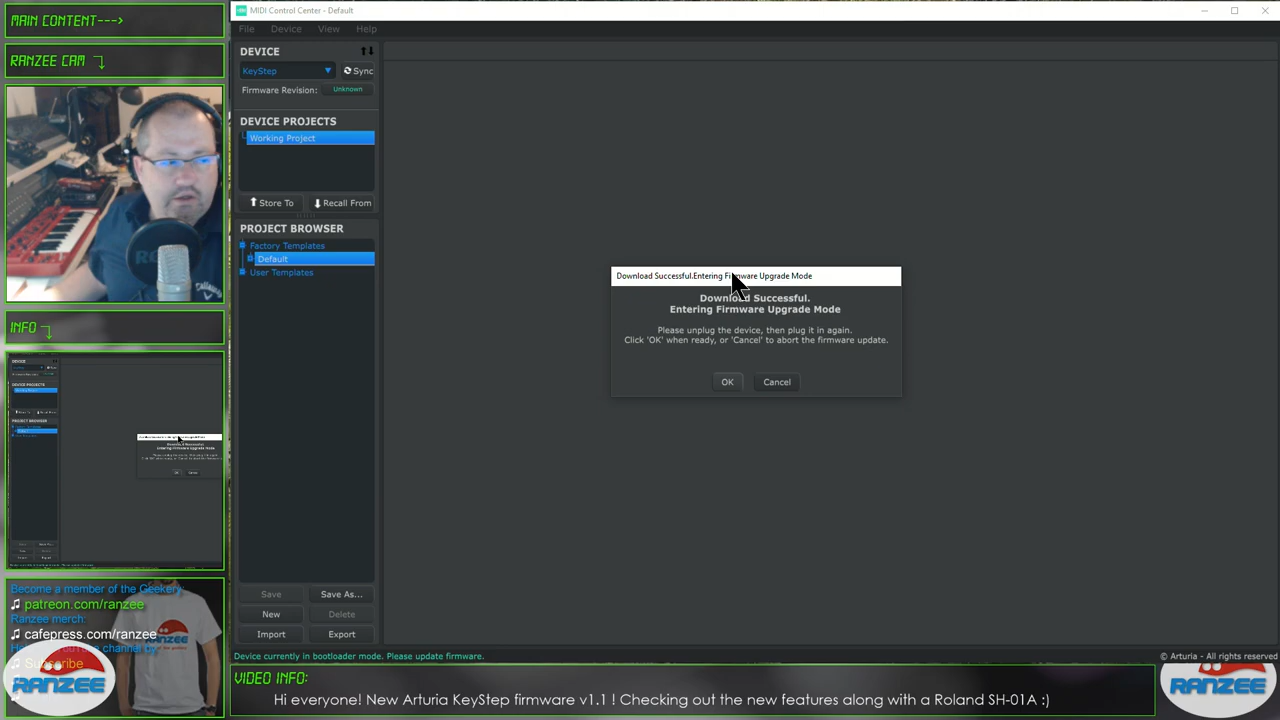 MAIN CONTENT--->
RANZEE CAM
INFO
Become a member of the Geekery:
patreon.com/ranzee
Ranzee merch:
cafepress.com/ranzee
Subscribe
RANZEE
MIDI Control Center - Default
File Device View Help
DEVICE
KeyStep Sync
Firmware Revision: Unknown
DEVICE PROJECTS
Working Project
Store To Recall From
PROJECT BROWSER
Factory Templates
Default
User Templates
Save Save As...
New Delete
Import Export
Device currently in bootloader mode. Please update firmware.
© Arturia - All rights reserved
Download Successful.Entering Firmware Upgrade Mode
Download Successful.
Entering Firmware Upgrade Mode
Please unplug the device, then plug it in again.
Click 'OK' when ready, or 'Cancel' to abort the firmware update.
OK Cancel
VIDEO INFO:
Hi everyone! New Arturia KeyStep firmware v1.1 ! Checking out the new features along with a Roland SH-01A :)
RANZEE